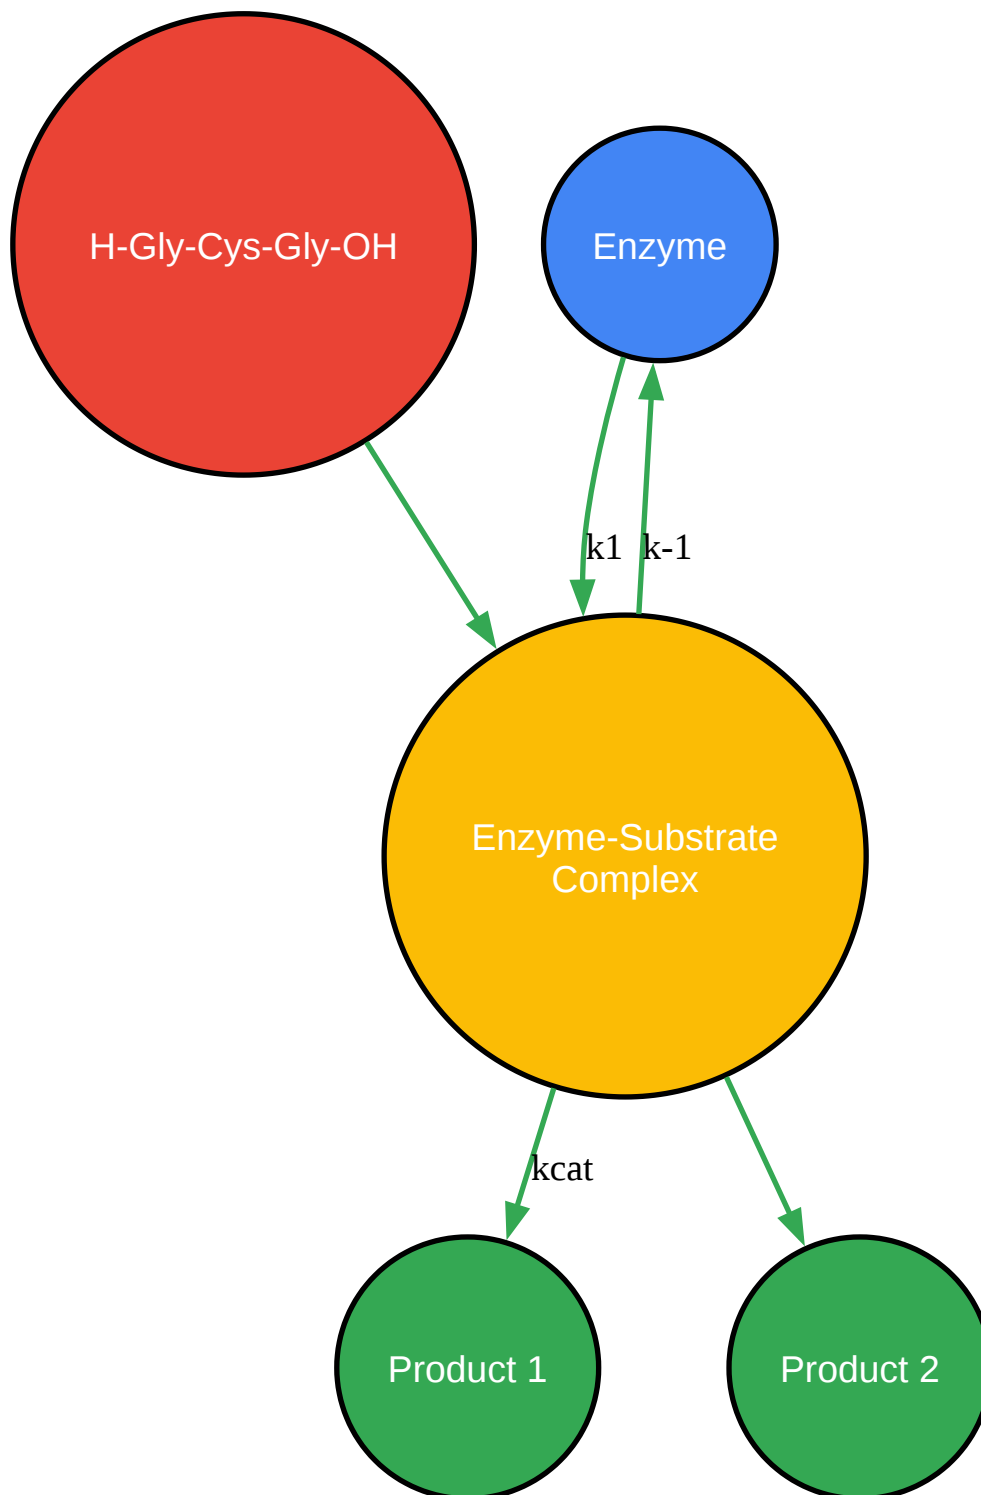 H-Gly-Cys-Gly-OH
Enzyme
k1
k-1
Enzyme-Substrate
Complex
kcat
Product 1
Product 2